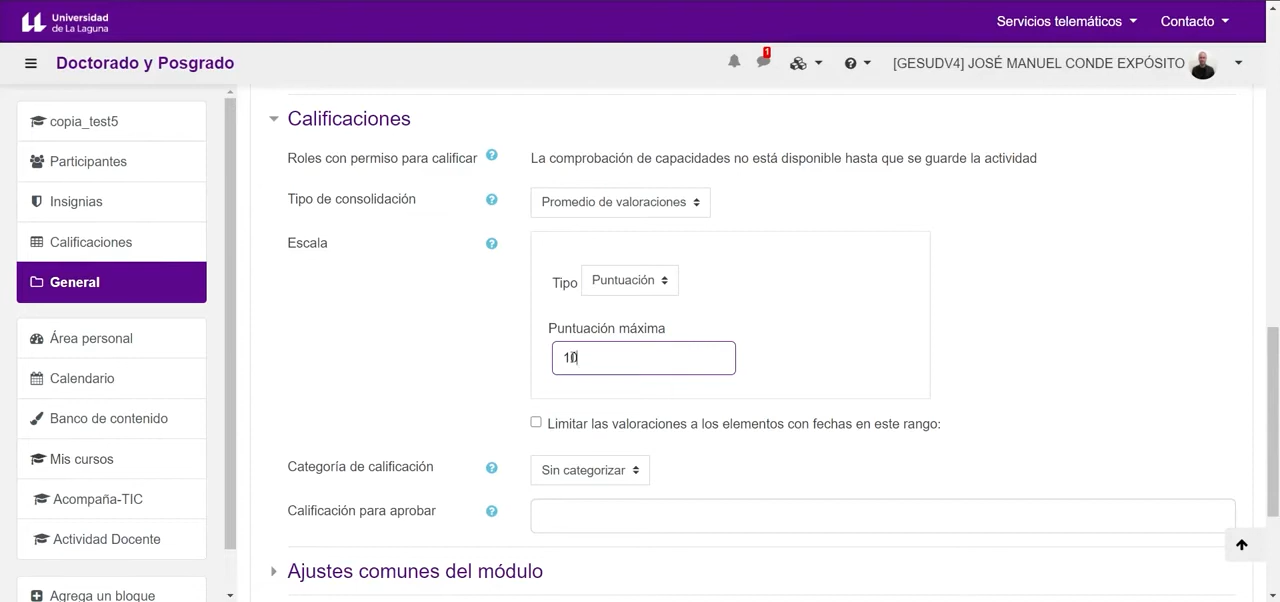 Universidad
de La Laguna
Servicios telemáticos
Contacto
Doctorado y Posgrado
1
[GESUDV4] JOSÉ MANUEL CONDE EXPÓSITO
copia_test5
Participantes
Insignias
Calificaciones
General
Área personal
Calendario
Banco de contenido
Mis cursos
Acompaña-TIC
Actividad Docente
Agrega un bloque
Calificaciones
Roles con permiso para calificar
La comprobación de capacidades no está disponible hasta que se guarde la actividad
Tipo de consolidación
Promedio de valoraciones
Escala
Tipo Puntuación
Puntuación máxima
10
Limitar las valoraciones a los elementos con fechas en este rango:
Categoría de calificación
Sin categorizar
Calificación para aprobar
Ajustes comunes del módulo